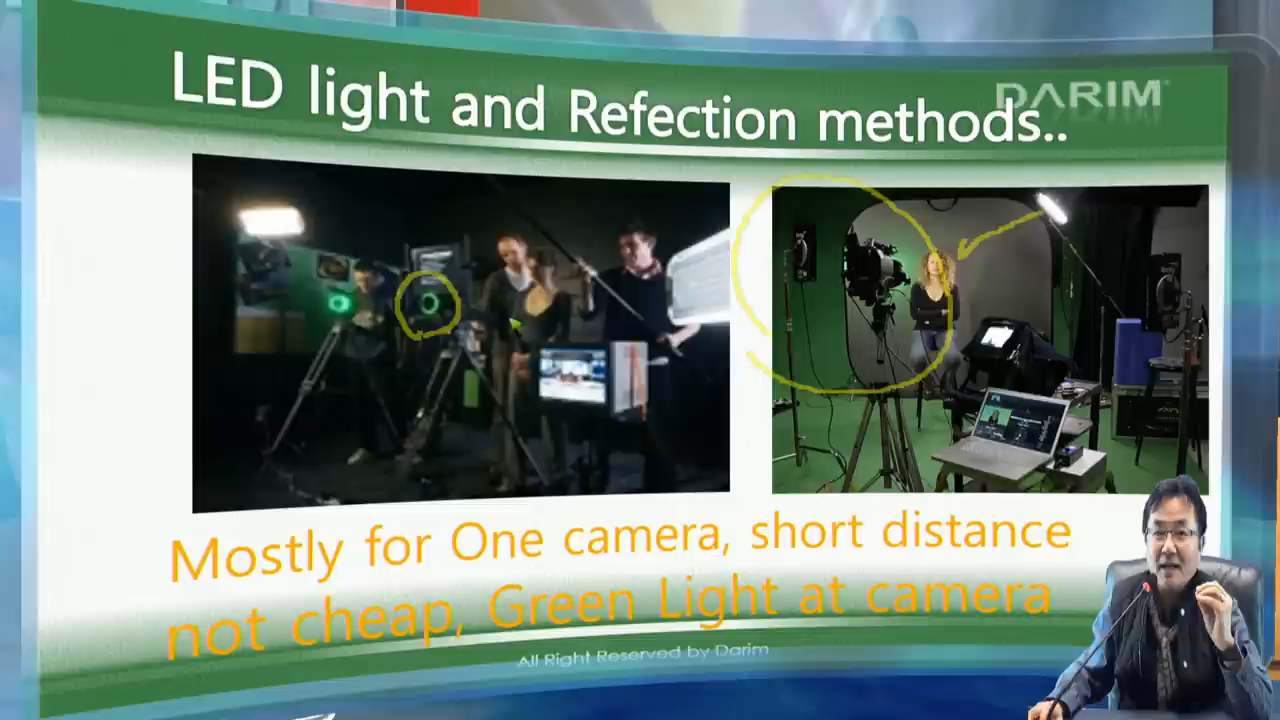 LED light and Refection methods..
DARIM
Mostly for One camera, short distance
not cheap, Green Light at camera
All Right Reserved by Darim